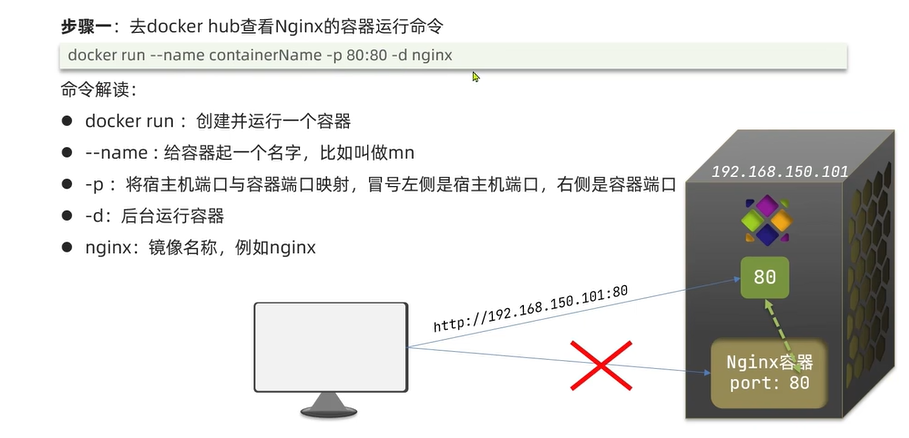 步骤一：去docker hub查看Nginx的容器运行命令
docker run --name containerName -p 80:80 -d nginx
命令解读：
docker run ：创建并运行一个容器
--name : 给容器起一个名字，比如叫做mn
-p ：将宿主机端口与容器端口映射，冒号左侧是宿主机端口，右侧是容器端口
-d：后台运行容器
nginx：镜像名称，例如nginx
192.168.150.101
80
http://192.168.150.101:80
Nginx容器
port: 80